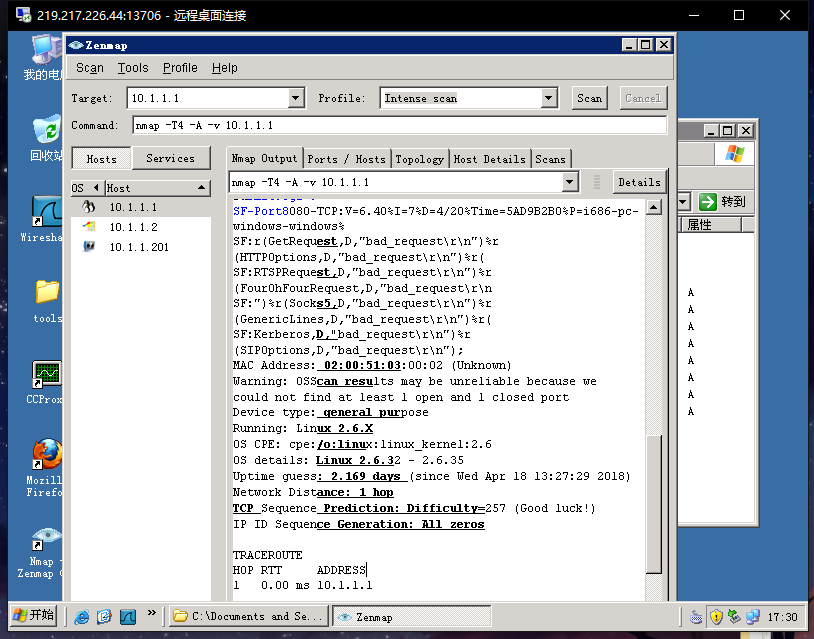 219.217.226.44:13706 - 远程桌面连接
我的电
回收站
Wiresha
tools
CCProx
Mozill
Firefo
Nmap -
Zenmap
Zenmap
Scan Tools Profile Help
Target: 10.1.1.1 Profile: Intense scan Scan Cancel
Command: nmap -T4 -A -v 10.1.1.1
Hosts Services
OS Host
10.1.1.1
10.1.1.2
10.1.1.201
Nmap Output Ports / Hosts Topology Host Details Scans
nmap -T4 -A -v 10.1.1.1 Details
SF-Port8080-TCP:V=6.40%I=7%D=4/20%Time=5AD9B2B0%P=i686-pc-
windows-windows%
SF:r(GetRequest,D,"bad_request\r\n")%r
(HTTPOptions,D,"bad_request\r\n")%r(
SF:RTSPRequest,D,"bad_request\r\n")%r
(FourOhFourRequest,D,"bad_request\r\n
SF:")%r(Socks5,D,"bad_request\r\n")%r
(GenericLines,D,"bad_request\r\n")%r(
SF:Kerberos,D,"bad_request\r\n")%r
(SIPOptions,D,"bad_request\r\n");
MAC Address: 02:00:51:03:00:02 (Unknown)
Warning: OSScan results may be unreliable because we
could not find at least 1 open and 1 closed port
Device type: general purpose
Running: Linux 2.6.X
OS CPE: cpe:/o:linux:linux_kernel:2.6
OS details: Linux 2.6.32 - 2.6.35
Uptime guess: 2.169 days (since Wed Apr 18 13:27:29 2018)
Network Distance: 1 hop
TCP Sequence Prediction: Difficulty=257 (Good luck!)
IP ID Sequence Generation: All zeros
TRACEROUTE
HOP RTT ADDRESS
1 0.00 ms 10.1.1.1
转到
属性
A
A
A
A
A
A
A
A
开始 » C:\Documents and Se... Zenmap 17:30